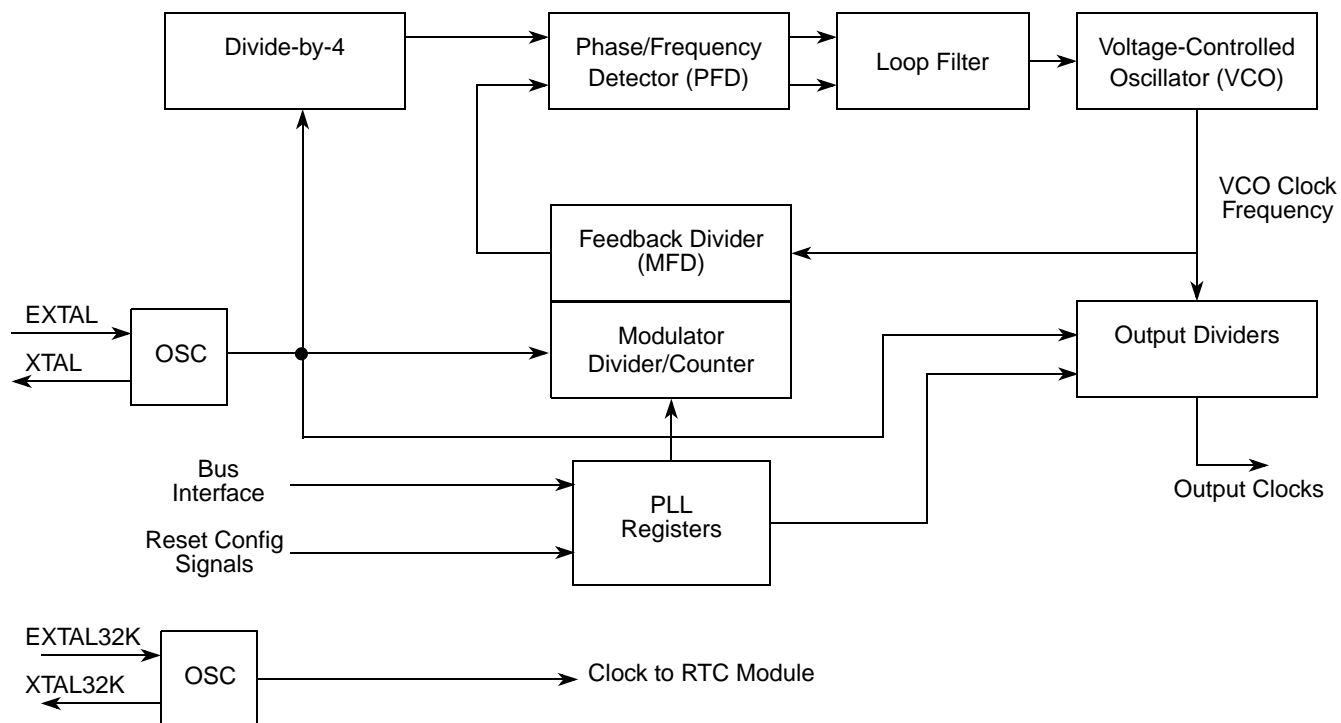 Divide-by-4
Phase/Frequency
Detector (PFD)
Loop Filter
Voltage-Controlled
Oscillator (VCO)
VCO Clock
Frequency
Feedback Divider
(MFD)
EXTAL
XTAL
OSC
Modulator
Divider/Counter
Output Dividers
Bus
Interface
Reset Config
Signals
PLL
Registers
Output Clocks
EXTAL32K
XTAL32K
OSC
Clock to RTC Module